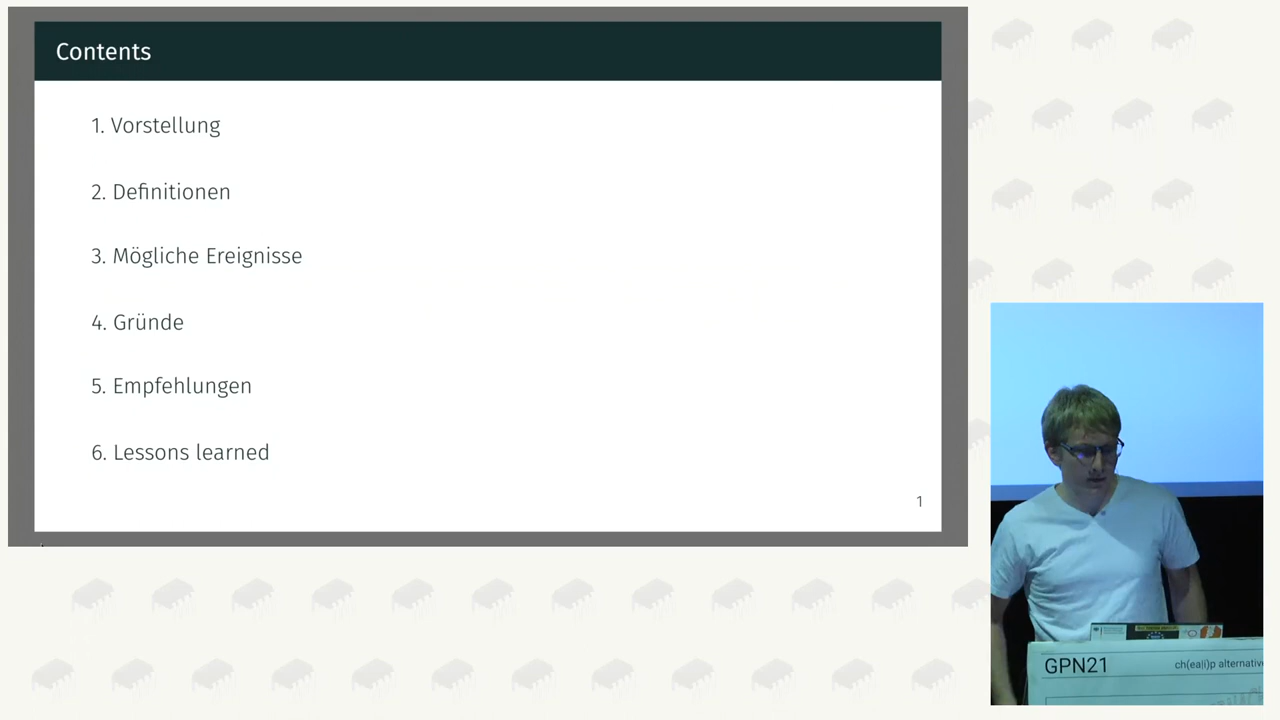 Contents
1. Vorstellung
2. Definitionen
3. Mögliche Ereignisse
4. Gründe
5. Empfehlungen
6. Lessons learned
1
GPN21
ch(ea|i)p alternative